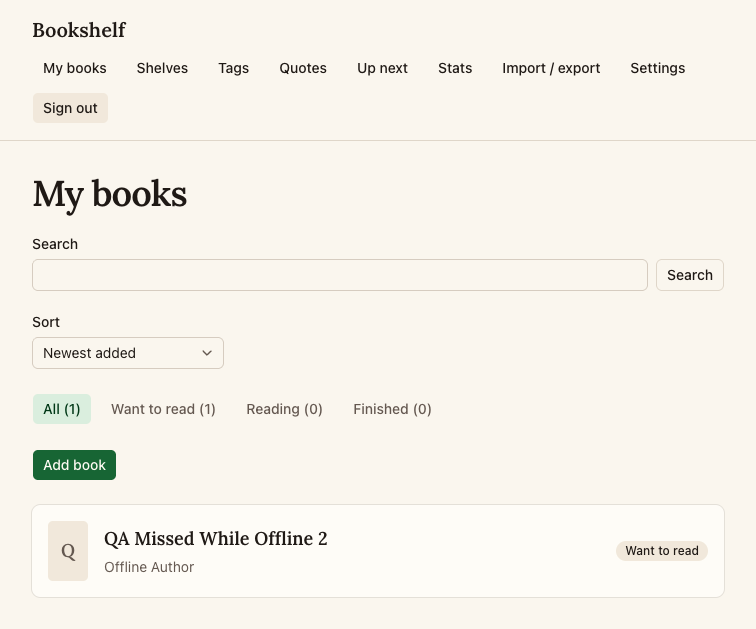 Bookshelf
My books Shelves Tags Quotes Up next Stats Import / export Settings
Sign out
My books
Search
Search
Sort
Newest added
All (1) Want to read (1) Reading (0) Finished (0)
Add book
Q
QA Missed While Offline 2
Offline Author
Want to read